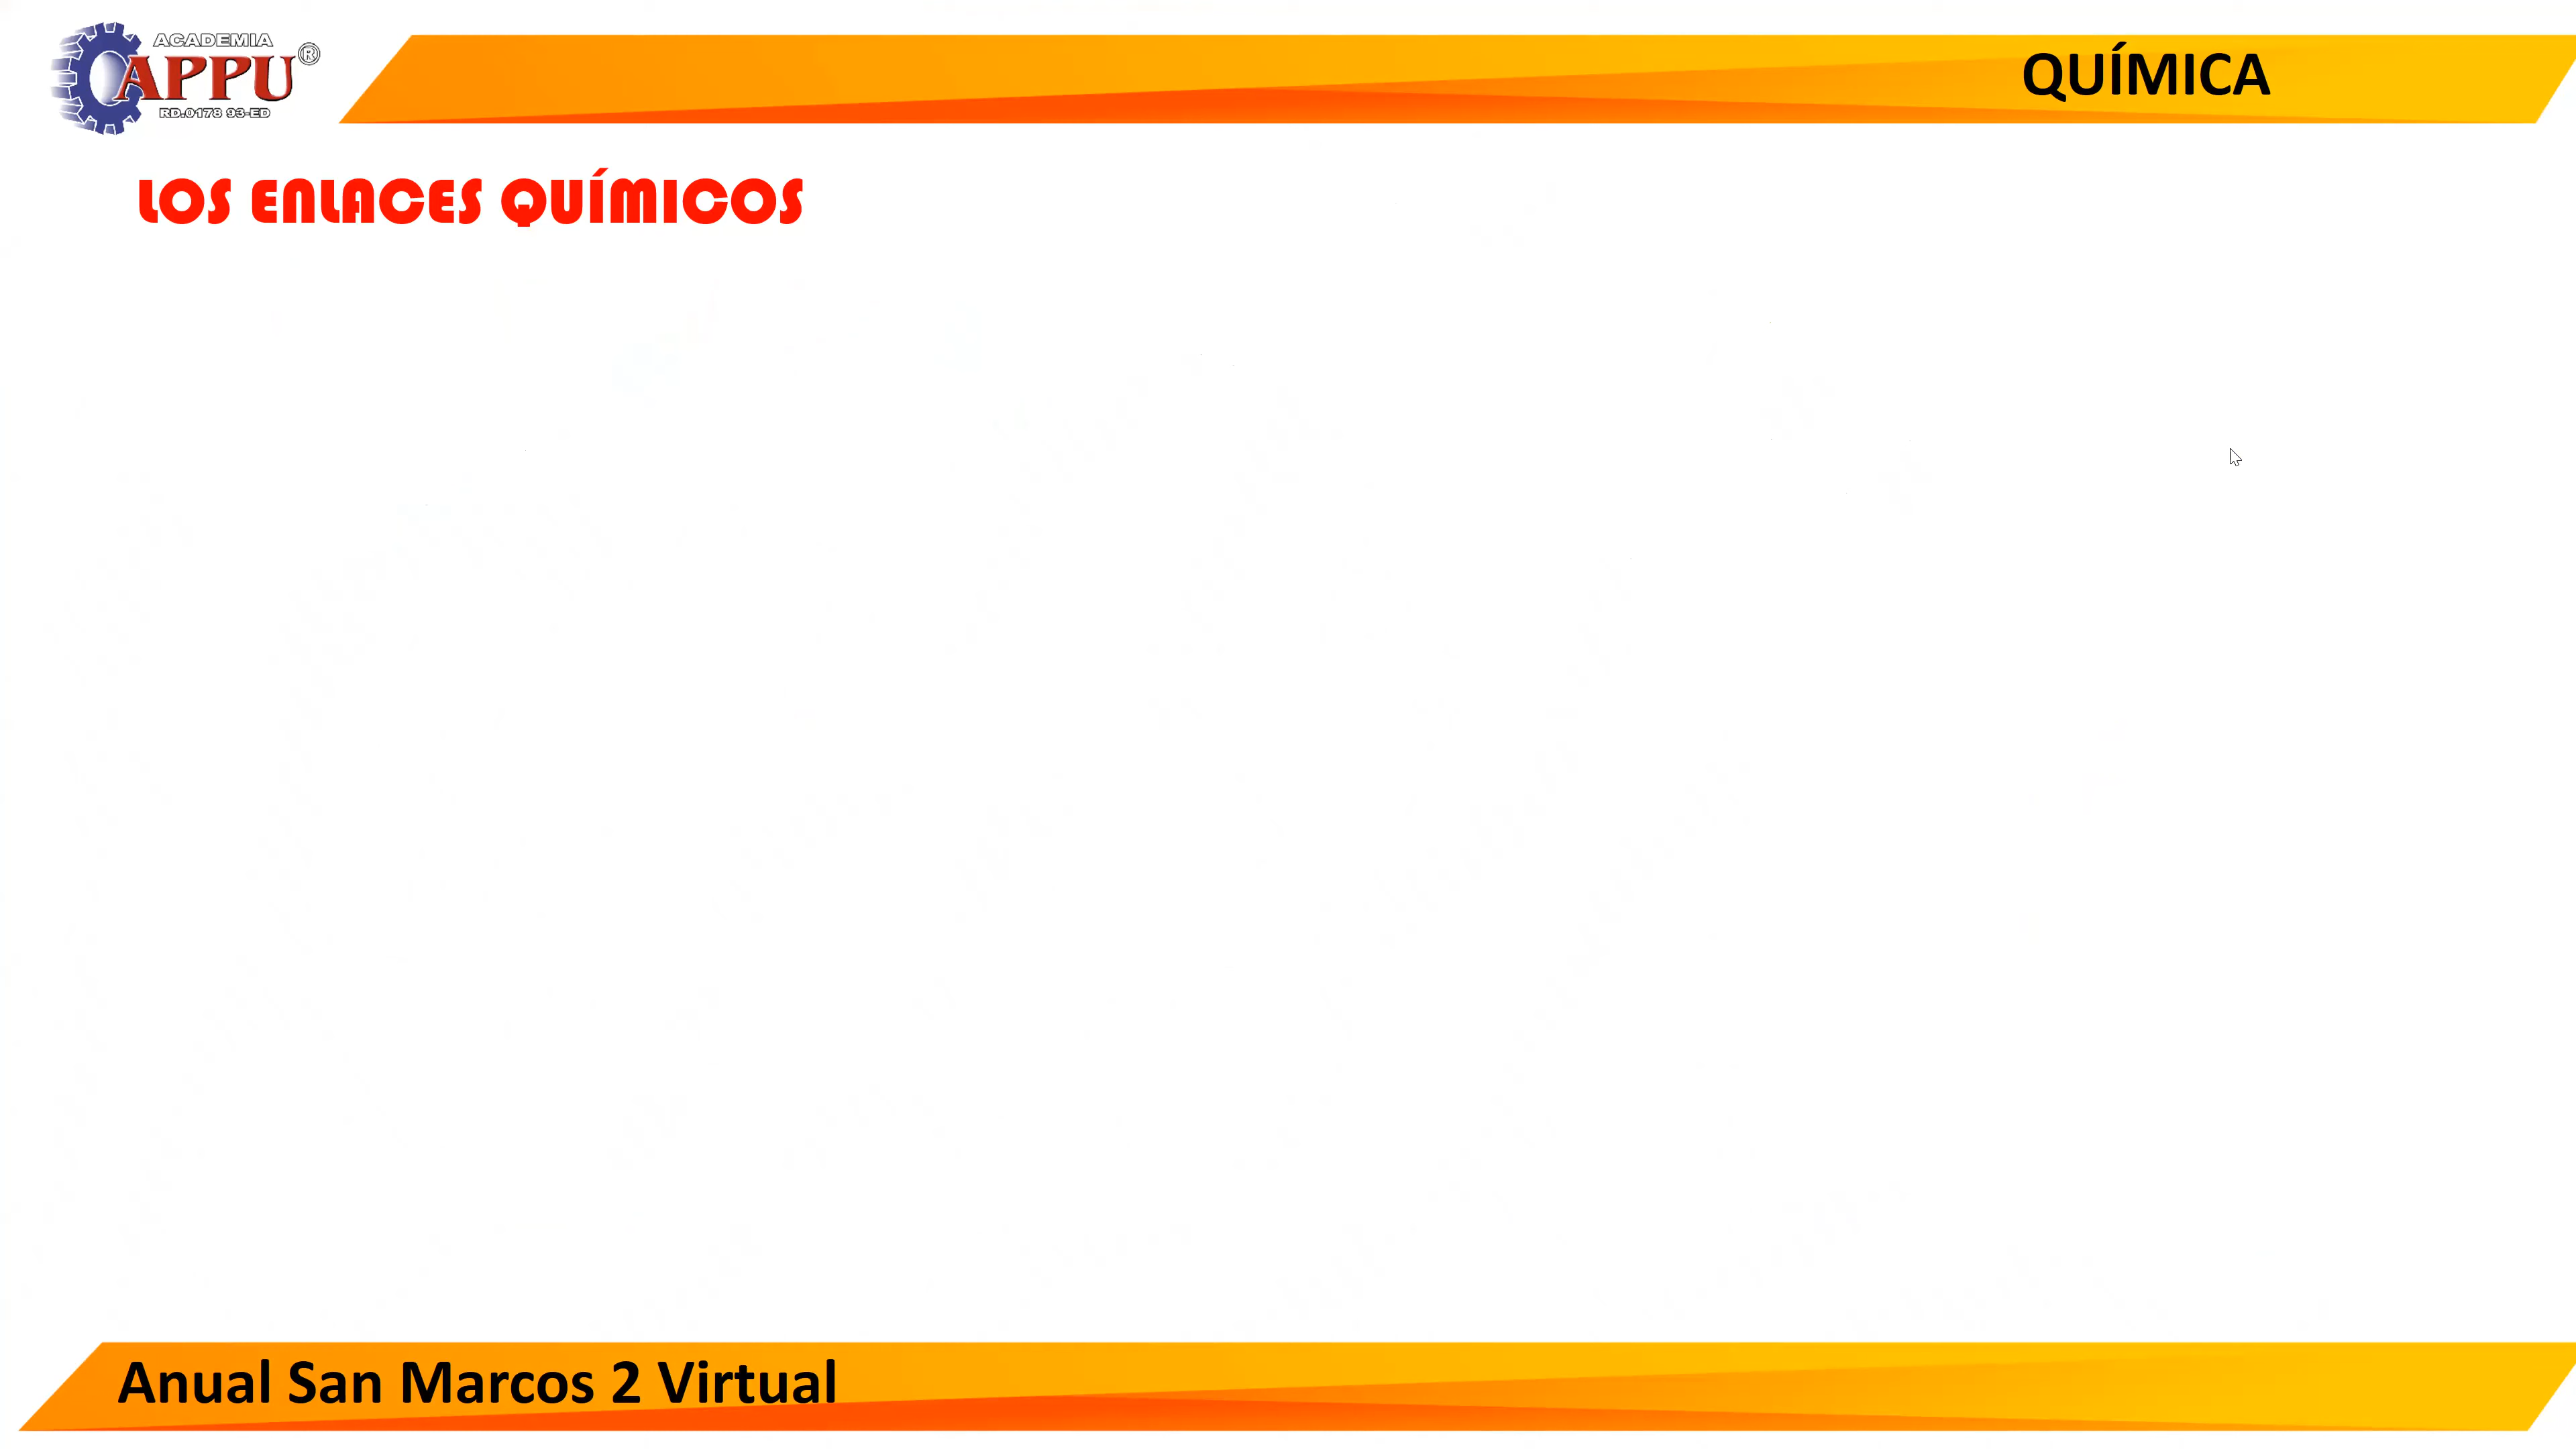 ACADEMIA
APPU®
RD.0178 93-ED
QUÍMICA
LOS ENLACES QUÍMICOS
Anual San Marcos 2 Virtual